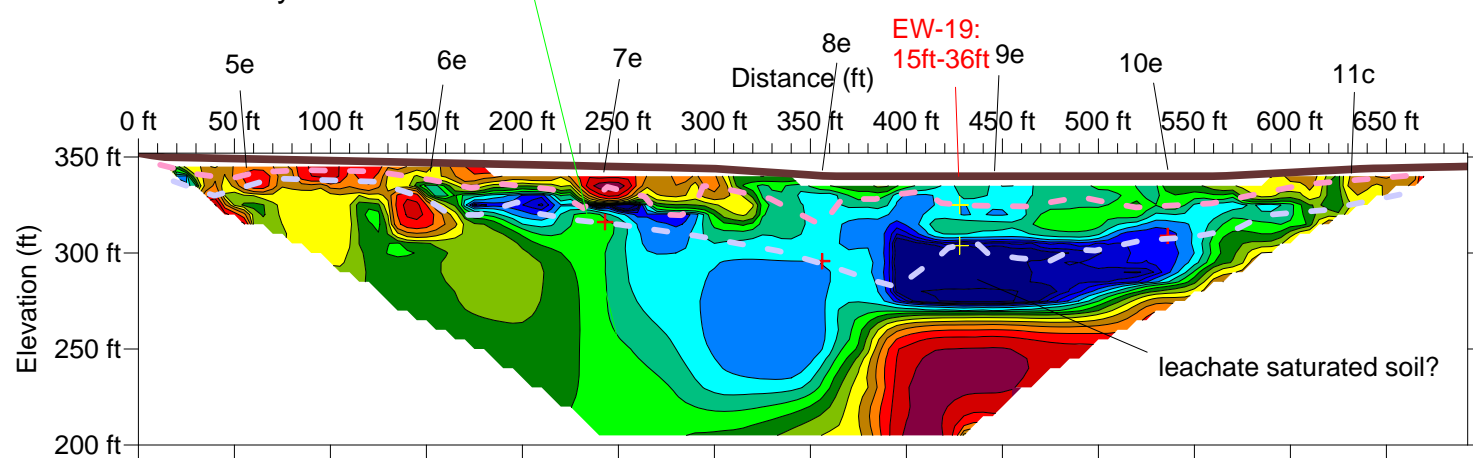 EW-19:
15ft-36ft
5e 6e 7e 8e 9e 10e 11c
Distance (ft)
0 ft 50 ft 100 ft 150 ft 200 ft 250 ft 300 ft 350 ft 400 ft 450 ft 500 ft 550 ft 600 ft 650 ft
350 ft
300 ft
250 ft
200 ft
Elevation (ft)
leachate saturated soil?